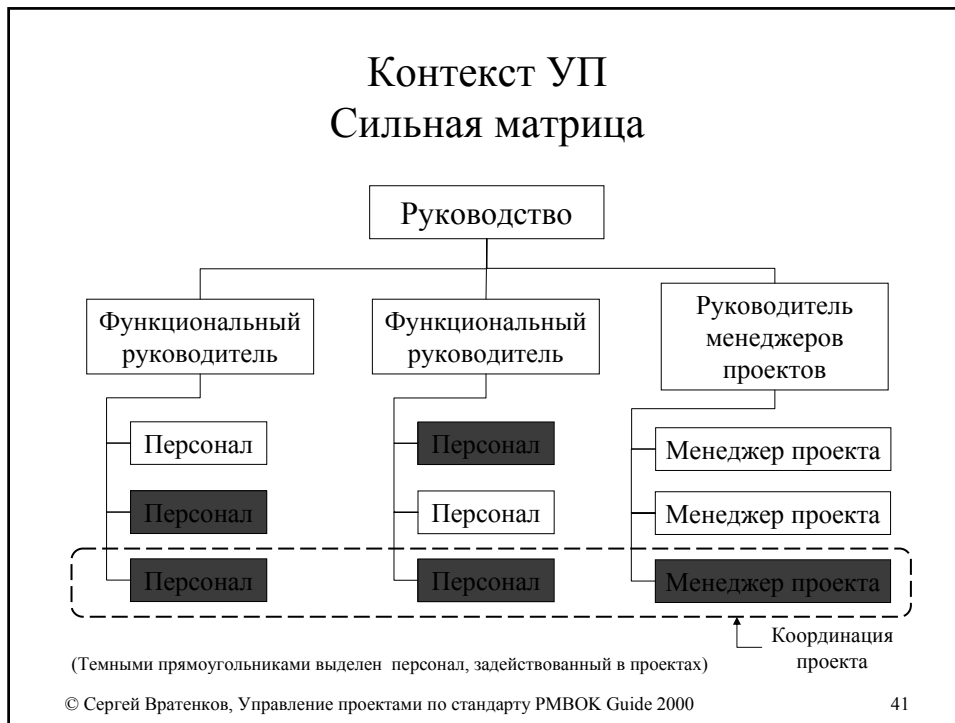 Контекст УП
Сильная матрица
Руководство
Функциональный
руководитель
Функциональный
руководитель
Руководитель
менеджеров
проектов
Персонал
Персонал
Менеджер проекта
Персонал
Персонал
Менеджер проекта
Персонал
Персонал
Менеджер проекта
Координация
проекта
(Темными прямоугольниками выделен персонал, задействованный в проектах)
© Сергей Вратенков, Управление проектами по стандарту PMBOK Guide 2000 41